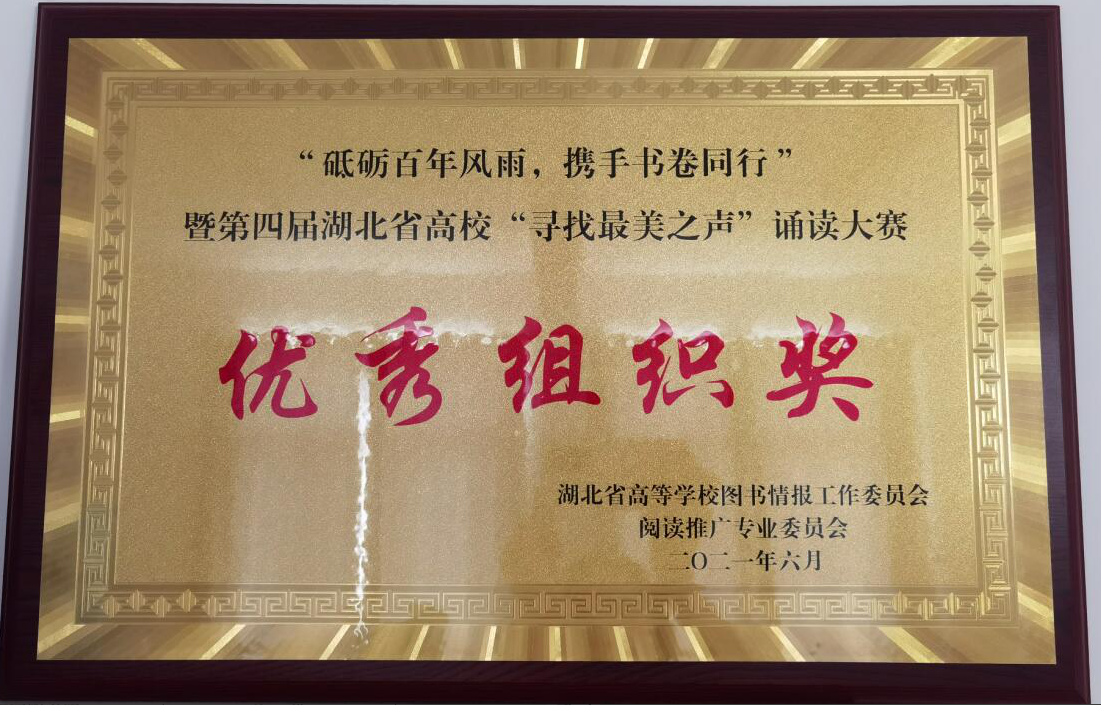 “砥砺百年风雨，携手书卷同行”
暨第四届湖北省高校“寻找最美之声”诵读大赛
优秀组织奖
湖北省高等学校图书情报工作委员会
阅读推广专业委员会
二〇二一年六月